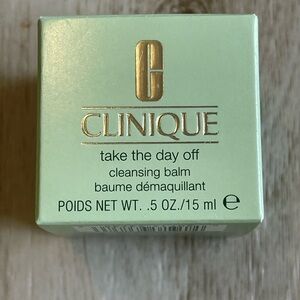 CLINIQUE
take the day off
cleansing balm
baume démaquillant
POIDS NET WT. .5 OZ./15 ml ℮